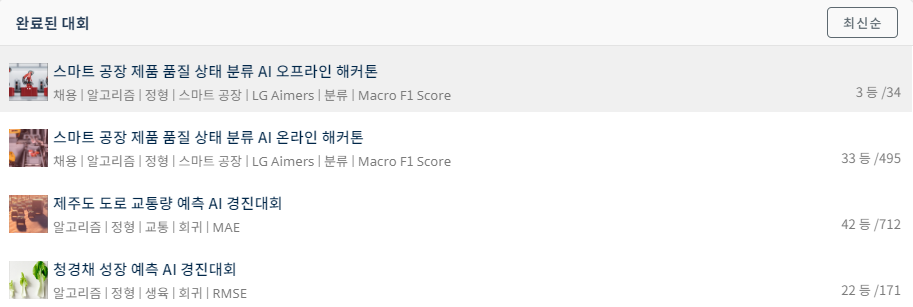 완료된 대회
최신순
스마트 공장 제품 품질 상태 분류 AI 오프라인 해커톤
채용 | 알고리즘 | 정형 | 스마트 공장 | LG Aimers | 분류 | Macro F1 Score
3 등 /34
스마트 공장 제품 품질 상태 분류 AI 온라인 해커톤
채용 | 알고리즘 | 정형 | 스마트 공장 | LG Aimers | 분류 | Macro F1 Score
33 등 /495
제주도 도로 교통량 예측 AI 경진대회
알고리즘 | 정형 | 교통 | 회귀 | MAE
42 등 /712
청경채 성장 예측 AI 경진대회
알고리즘 | 정형 | 생육 | 회귀 | RMSE
22 등 /171